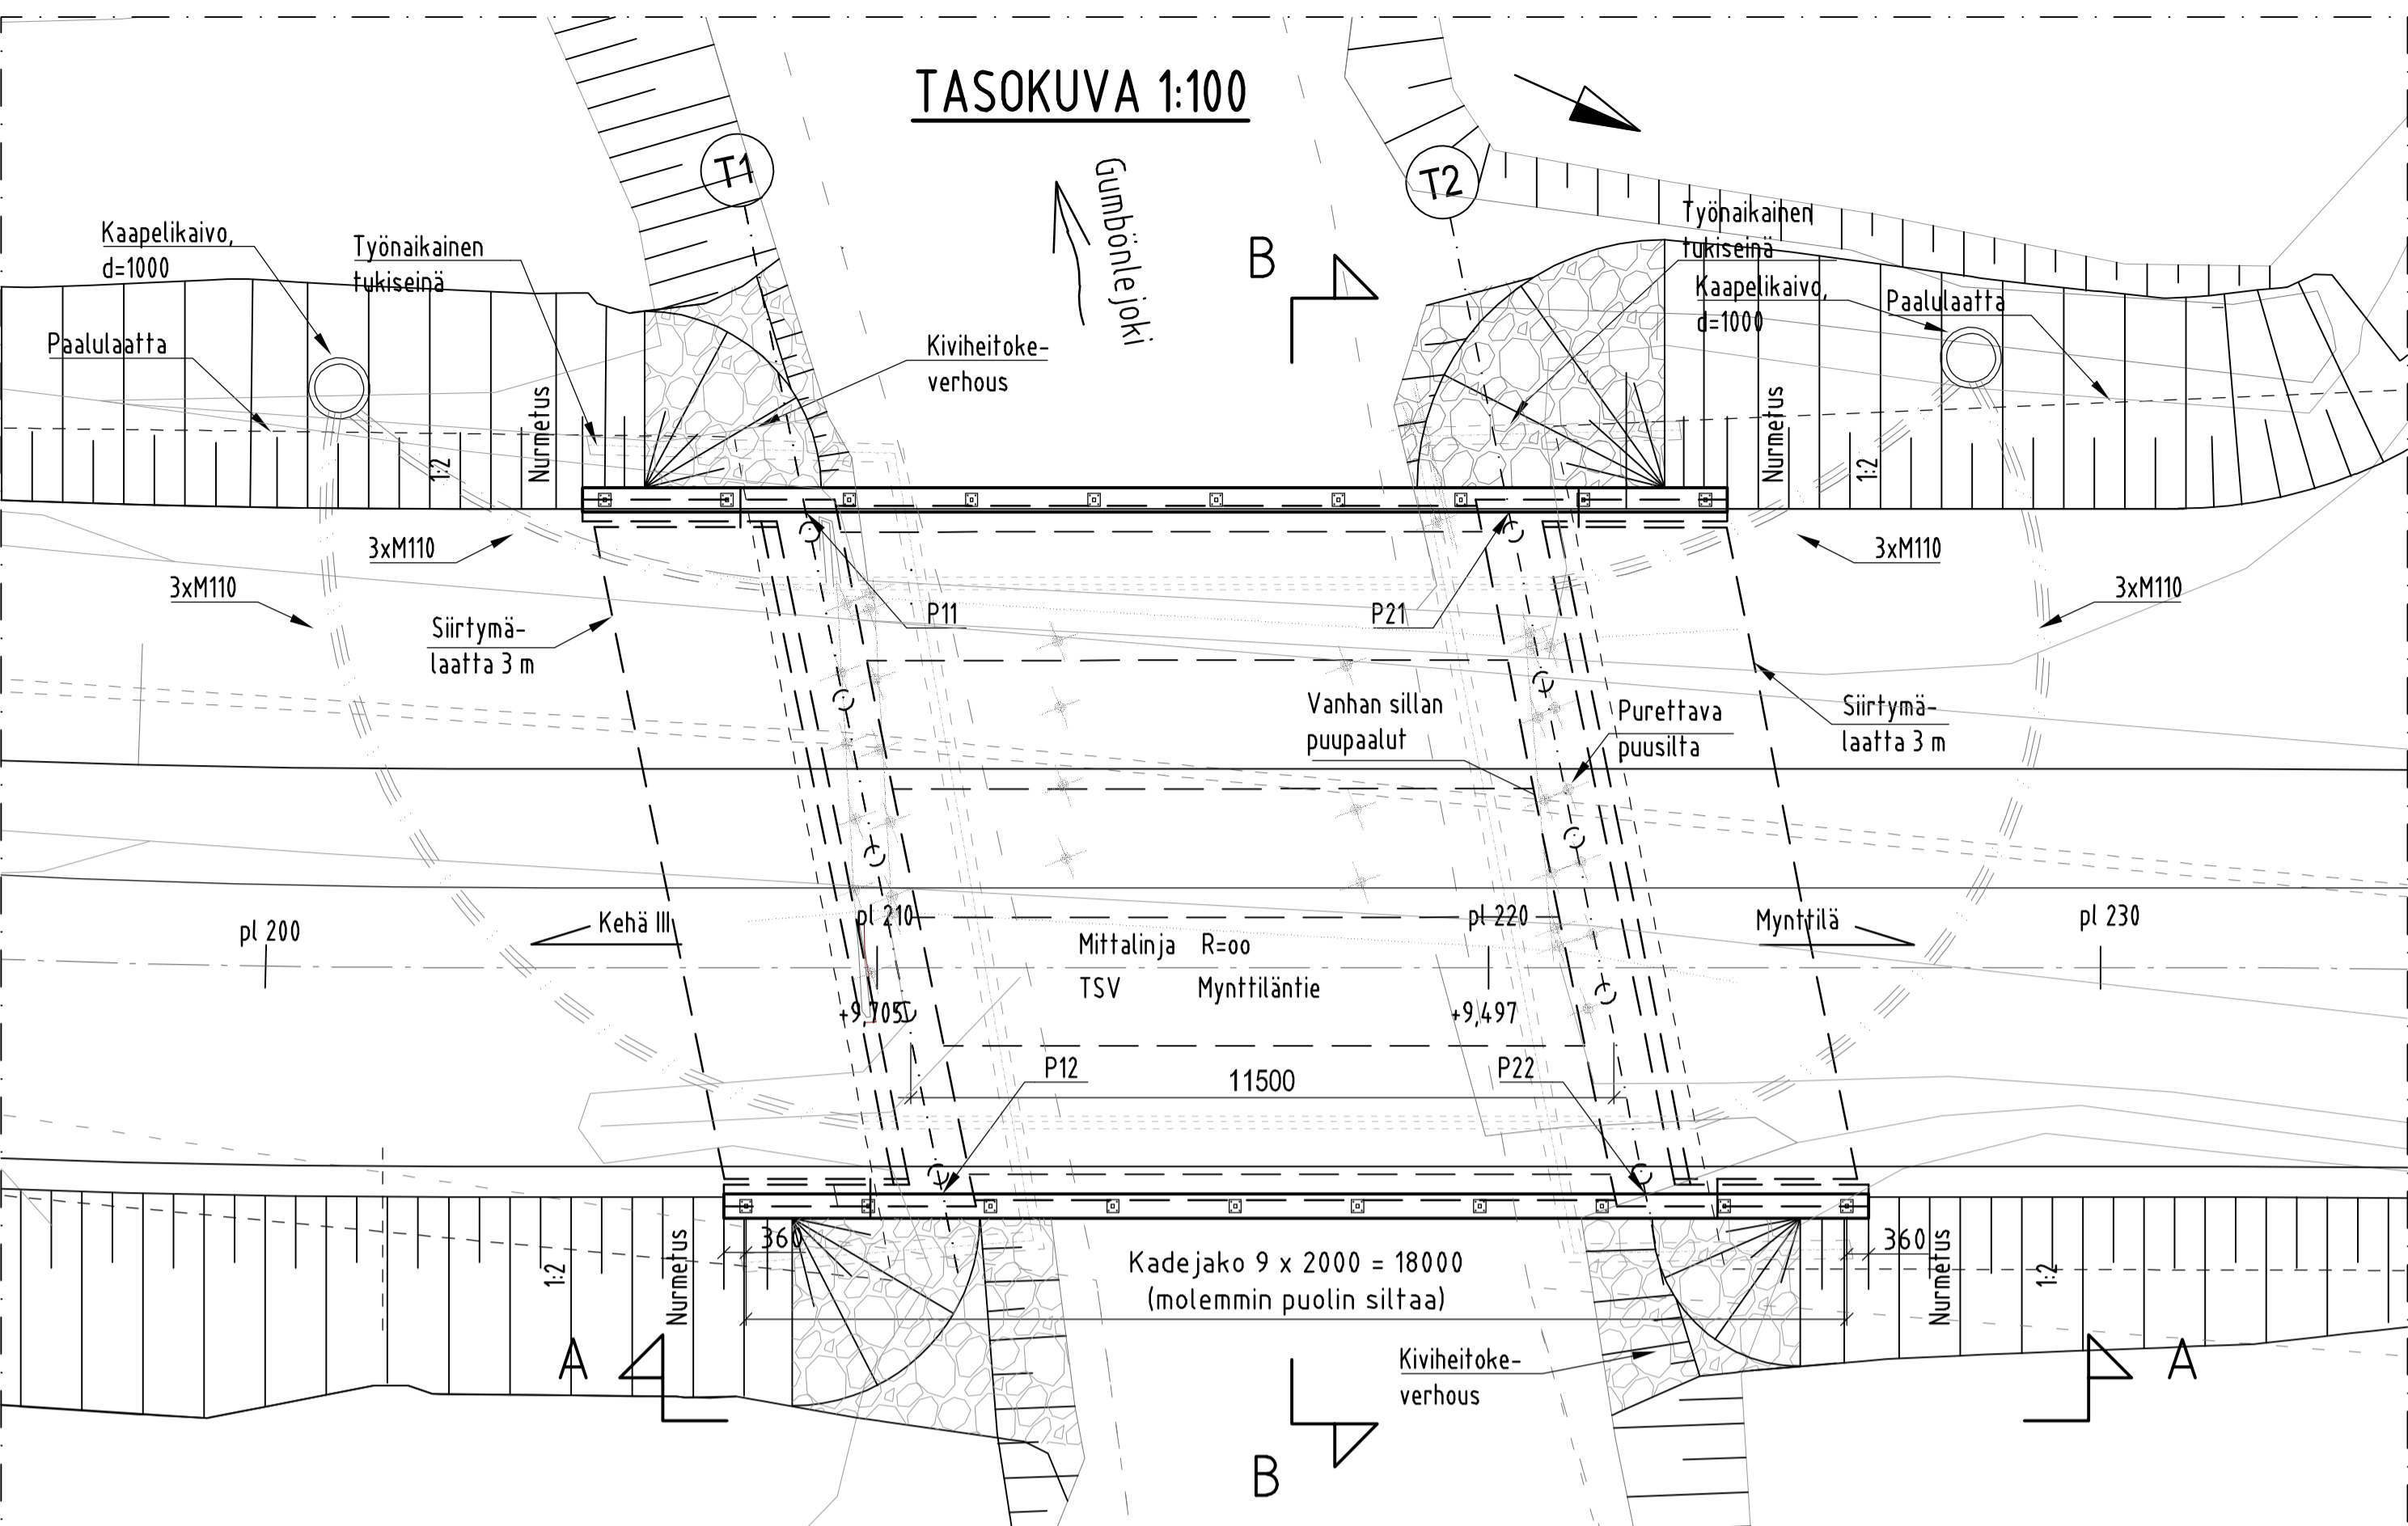 TASOKUVA 1:100
T1
T2
Gumbönlejoki
B
Kaapelikaivo,
d=1000
Työnaikainen
tukiseinä
Työnaikainen
tukiseinä
Kaapelikaivo,
d=1000
Paalulaatta
Paalulaatta
Kiviheitoke-
verhous
Nurmetus
1:2
Nurmetus
1:2
3xM110
3xM110
3xM110
3xM110
P11
P21
Siirtymä-
laatta 3 m
Vanhan sillan
puupaalut
Purettava
puusilta
Siirtymä-
laatta 3 m
pl 200
Kehä III
pl 210
pl 220
Mynttilä
pl 230
Mittalinja R=oo
TSV Mynttiläntie
+9,705
+9,497
P12
P22
11500
360
360
Kadejako 9 x 2000 = 18000
(molemmin puolin siltaa)
1:2
Nurmetus
Nurmetus
1:2
A
A
Kiviheitoke-
verhous
B